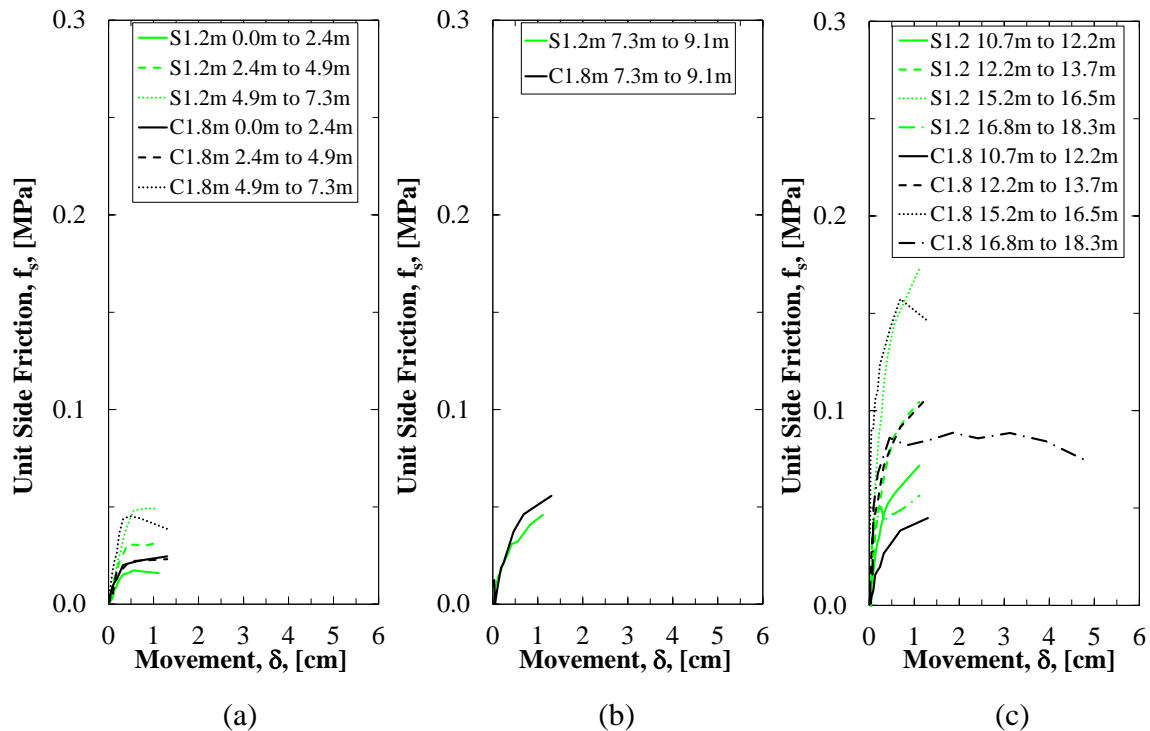 0.3
0.2
0.1
0.0
Unit Side Friction, fs, [MPa]
S1.2m 0.0m to 2.4m
S1.2m 2.4m to 4.9m
S1.2m 4.9m to 7.3m
C1.8m 0.0m to 2.4m
C1.8m 2.4m to 4.9m
C1.8m 4.9m to 7.3m
0 1 2 3 4 5 6
Movement, δ, [cm]
(a)
0.3
0.2
0.1
0.0
Unit Side Friction, fs, [MPa]
S1.2m 7.3m to 9.1m
C1.8m 7.3m to 9.1m
0 1 2 3 4 5 6
Movement, δ, [cm]
(b)
0.3
0.2
0.1
0.0
Unit Side Friction, fs, [MPa]
S1.2 10.7m to 12.2m
S1.2 12.2m to 13.7m
S1.2 15.2m to 16.5m
S1.2 16.8m to 18.3m
C1.8 10.7m to 12.2m
C1.8 12.2m to 13.7m
C1.8 15.2m to 16.5m
C1.8 16.8m to 18.3m
0 1 2 3 4 5 6
Movement, δ, [cm]
(c)